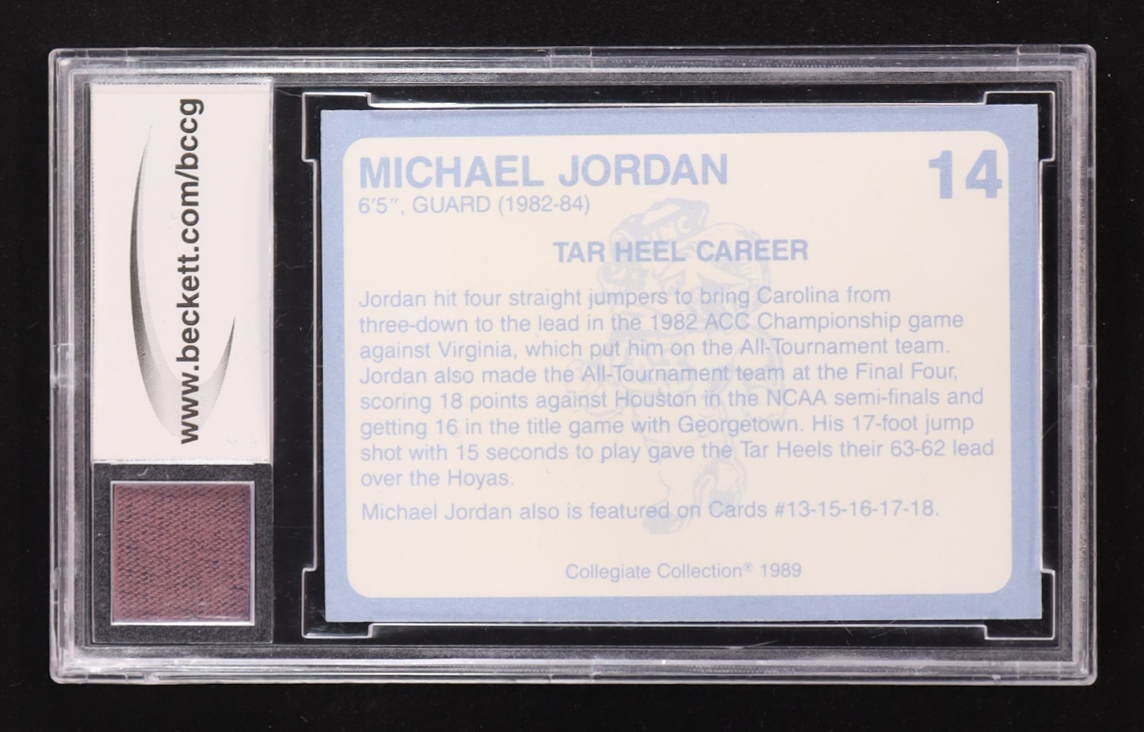 www.beckett.com/bccg
MICHAEL JORDAN
14
6'5", GUARD (1982-84)
TAR HEEL CAREER
Jordan hit four straight jumpers to bring Carolina from
three-down to the lead in the 1982 ACC Championship game
against Virginia, which put him on the All-Tournament team.
Jordan also made the All-Tournament team at the Final Four,
scoring 18 points against Houston in the NCAA semi-finals and
getting 16 in the title game with Georgetown. His 17-foot jump
shot with 15 seconds to play gave the Tar Heels their 63-62 lead
over the Hoyas.
Michael Jordan also is featured on Cards #13-15-16-17-18.
Collegiate Collection® 1989
UNC